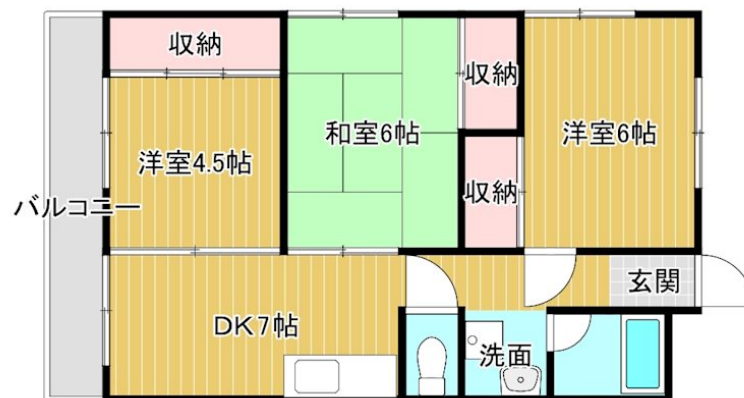 収納
洋室4.5帖
和室6帖
収納
洋室6帖
収納
バルコニー
玄関
DK7帖
洗面